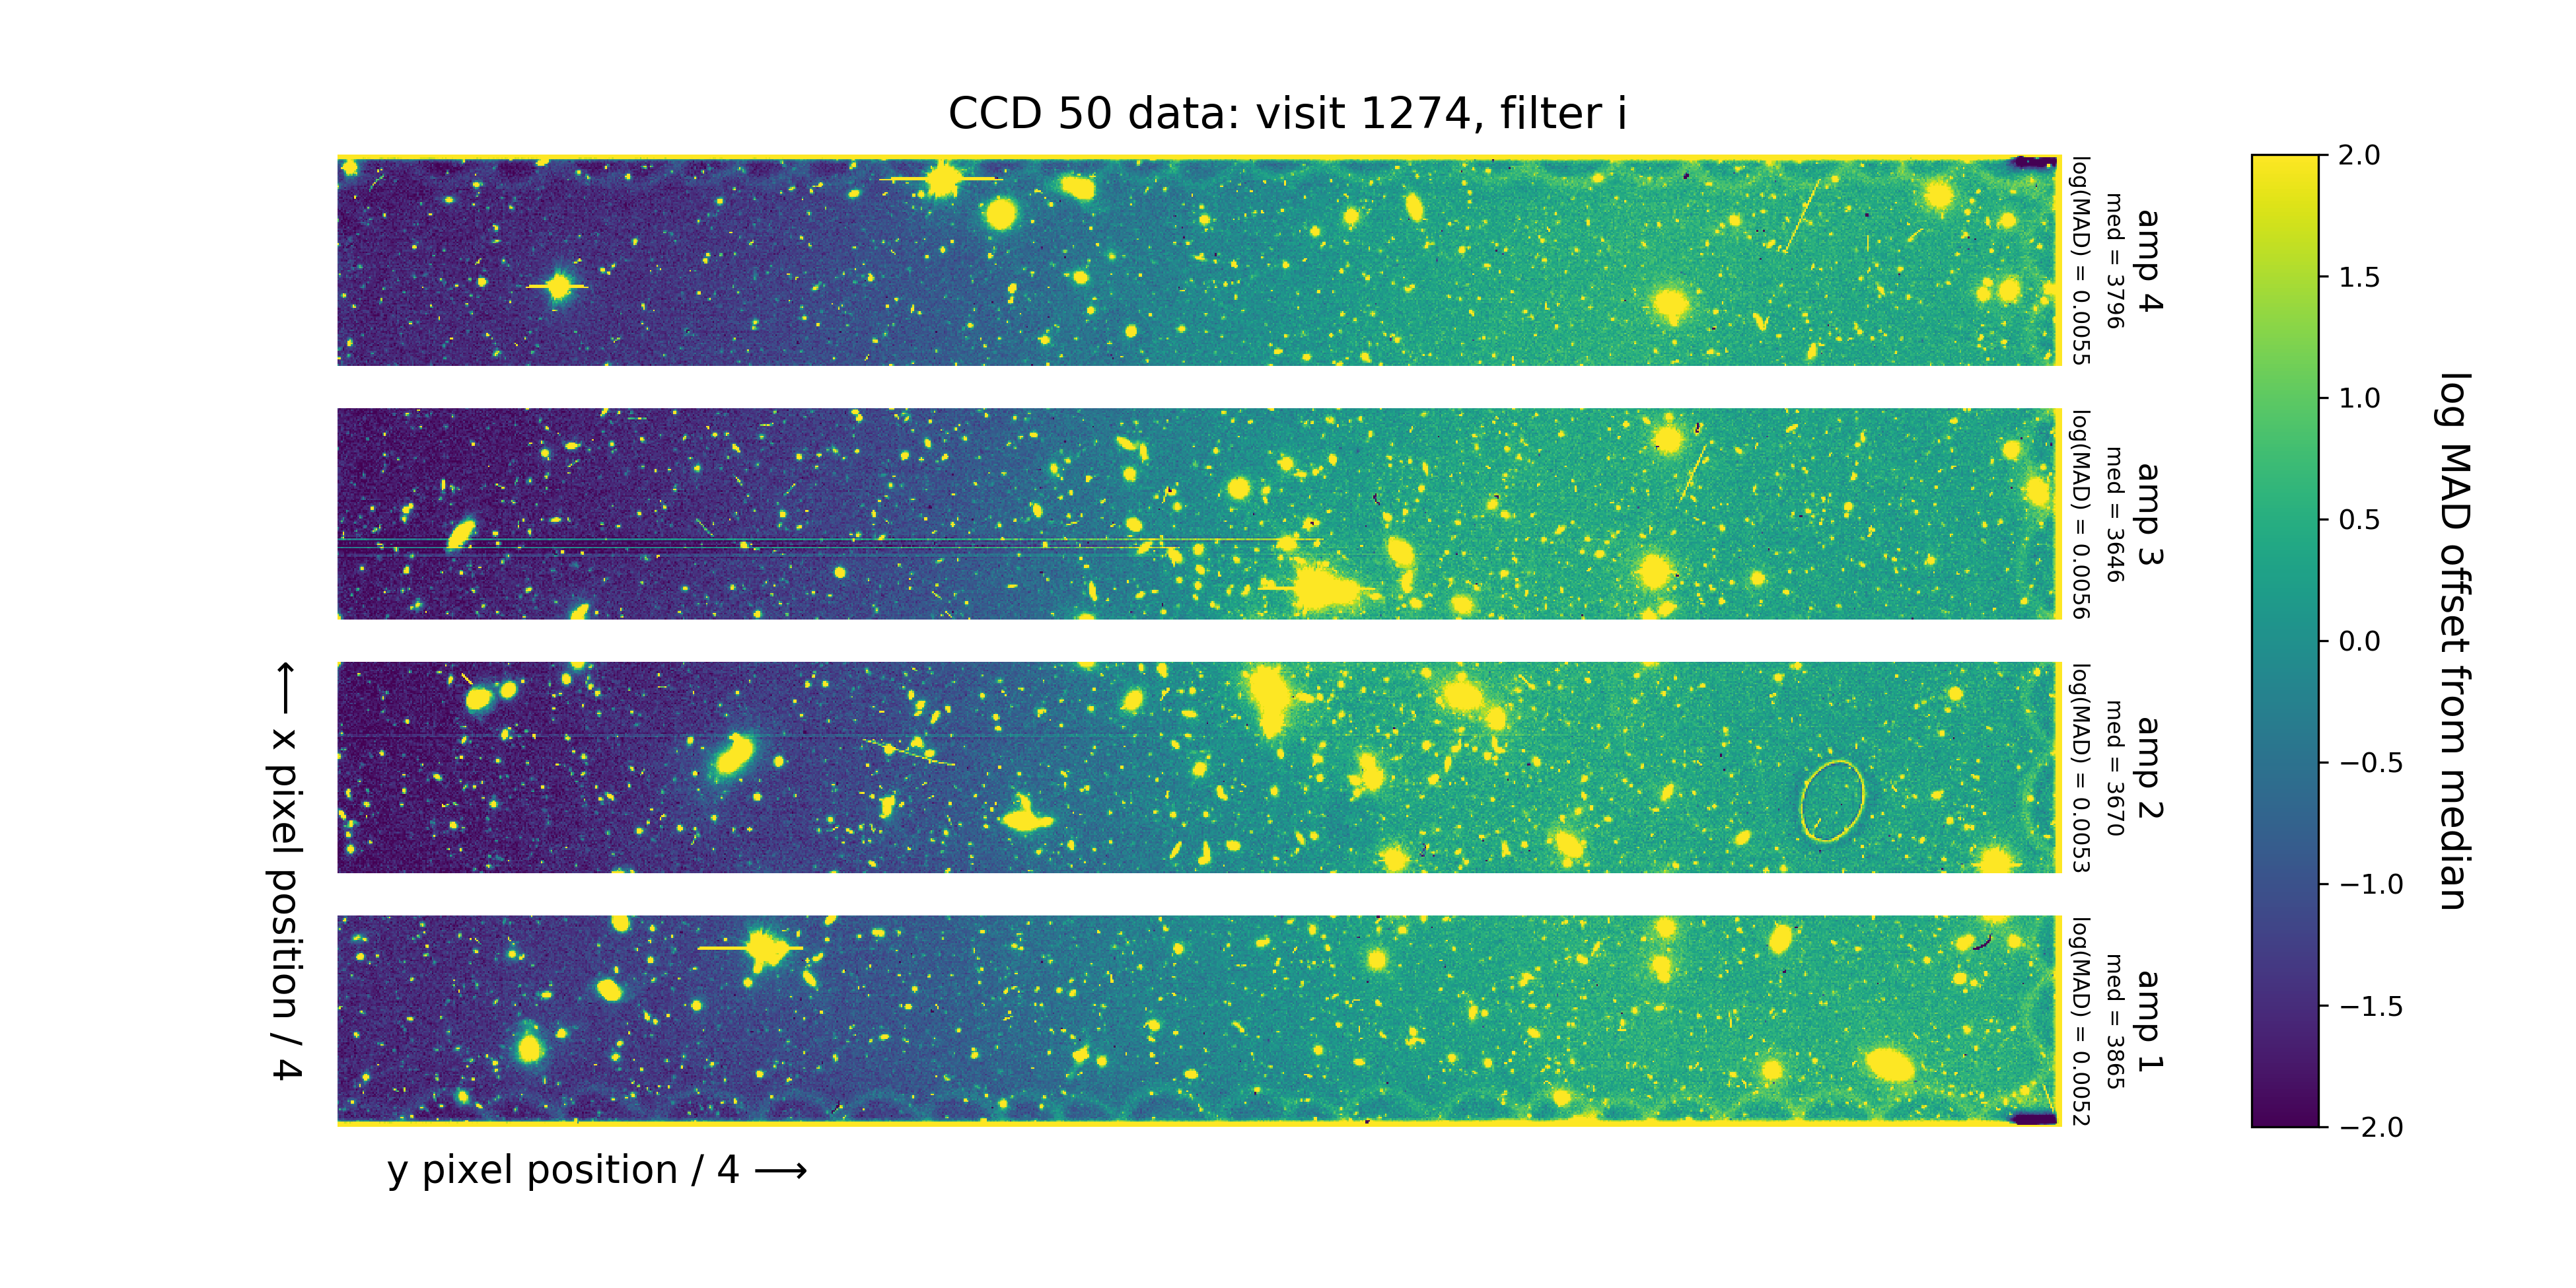 CCD 50 data: visit 1274, filter i
amp 4
med = 3796
log(MAD) = 0.0055
amp 3
med = 3646
log(MAD) = 0.0056
amp 2
med = 3670
log(MAD) = 0.0053
amp 1
med = 3865
log(MAD) = 0.0052
⟵ x pixel position / 4
y pixel position / 4 ⟶
2.0
1.5
1.0
0.5
0.0
−0.5
−1.0
−1.5
−2.0
log MAD offset from median